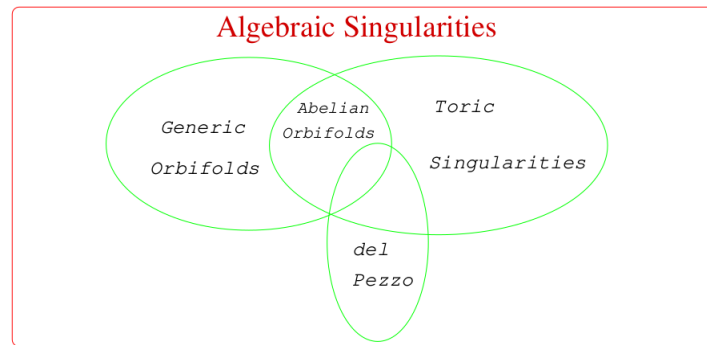 Algebraic Singularities
Abelian
Orbifolds
Generic
Orbifolds
Toric
Singularities
del
Pezzo